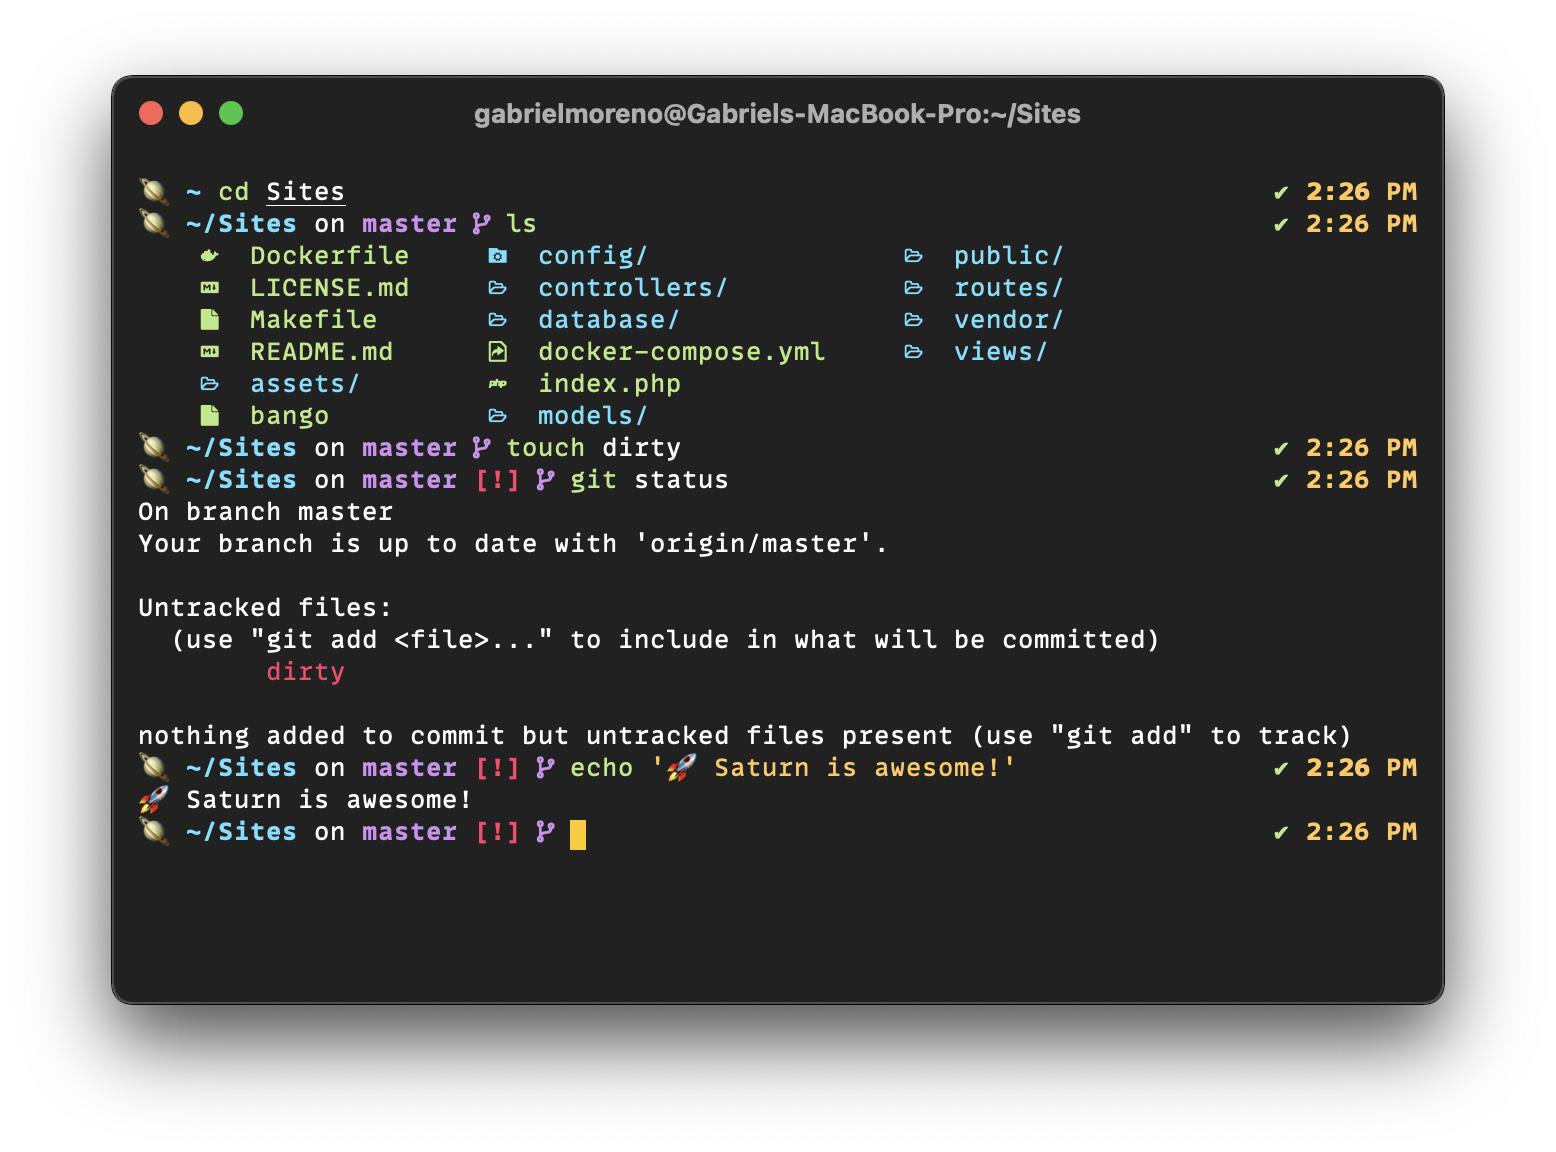 gabrielmoreno@Gabriels-MacBook-Pro:~/Sites
🪐 ~ cd Sites ✔ 2:26 PM
🪐 ~/Sites on master ls ✔ 2:26 PM
Dockerfile config/ public/
LICENSE.md controllers/ routes/
Makefile database/ vendor/
README.md docker-compose.yml views/
assets/ php index.php
bango models/
🪐 ~/Sites on master touch dirty ✔ 2:26 PM
🪐 ~/Sites on master [!] git status ✔ 2:26 PM
On branch master
Your branch is up to date with 'origin/master'.
Untracked files:
(use "git add <file>..." to include in what will be committed)
dirty
nothing added to commit but untracked files present (use "git add" to track)
🪐 ~/Sites on master [!] echo '🚀 Saturn is awesome!' ✔ 2:26 PM
🚀 Saturn is awesome!
🪐 ~/Sites on master [!] ✔ 2:26 PM